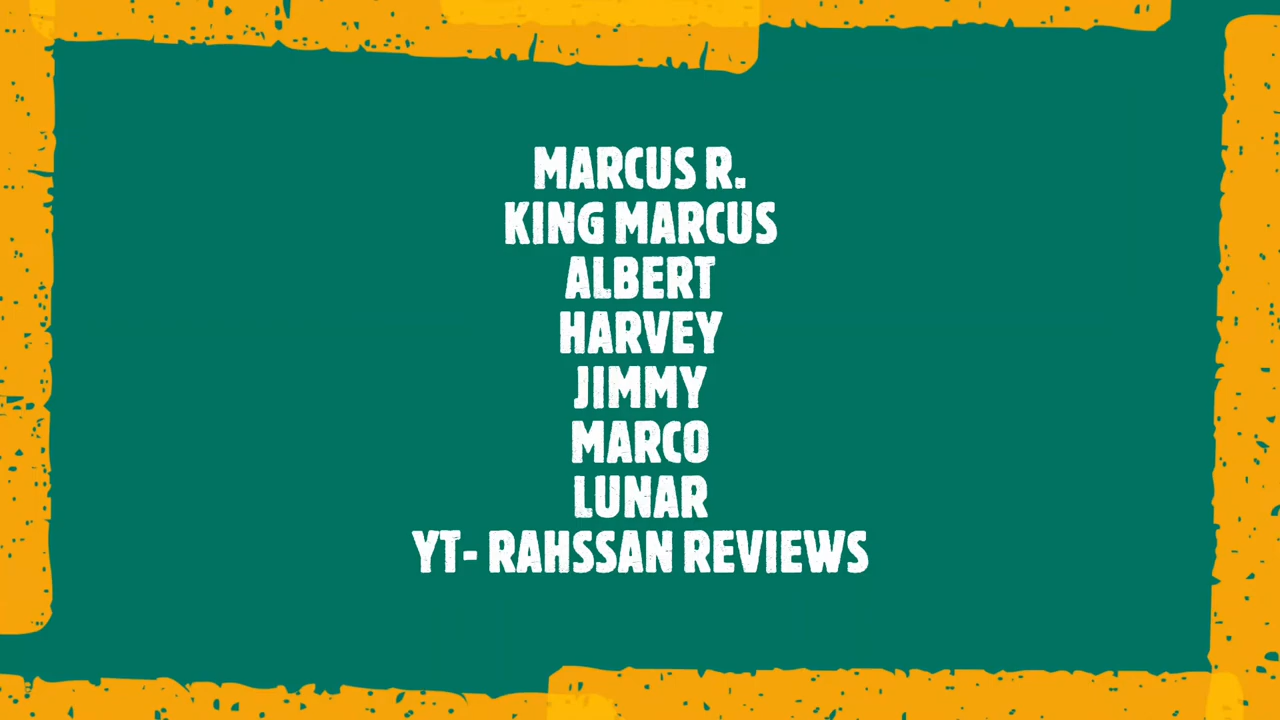 MARCUS R.
KING MARCUS
ALBERT
HARVEY
JIMMY
MARCO
LUNAR
YT- RAHSSAN REVIEWS